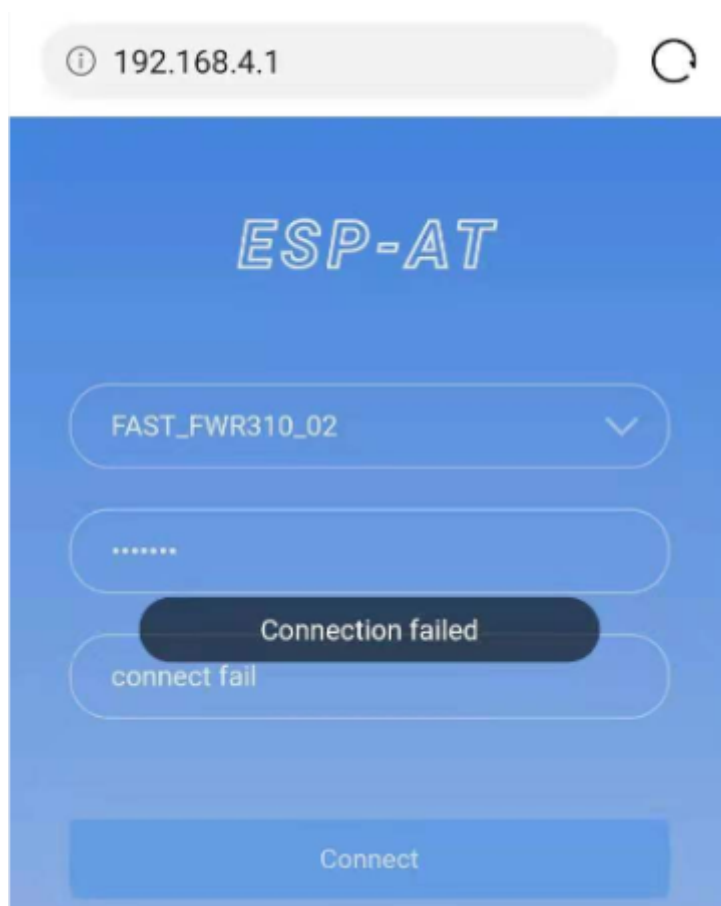 192.168.4.1
ESP-AT
FAST_FWR310_02
•••••••
Connection failed
connect fail
Connect